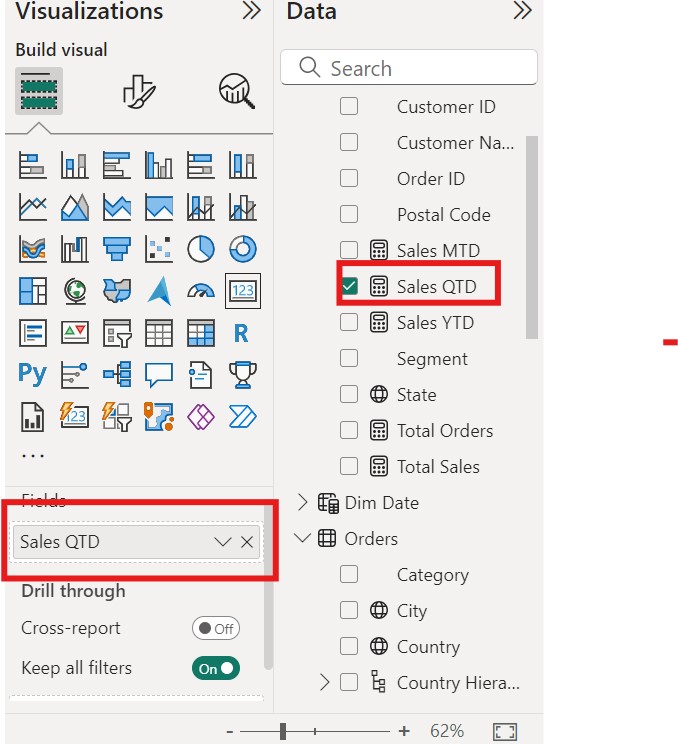 Visualizations
Build visual
123
R
Py
123
...
Fields
Sales QTD
Drill through
Cross-report
Off
Keep all filters
On
Data
Search
Customer ID
Customer Na...
Order ID
Postal Code
Sales MTD
Sales QTD
Sales YTD
Segment
State
Total Orders
Total Sales
Dim Date
Orders
Category
City
Country
Country Hiera...
- + 62%